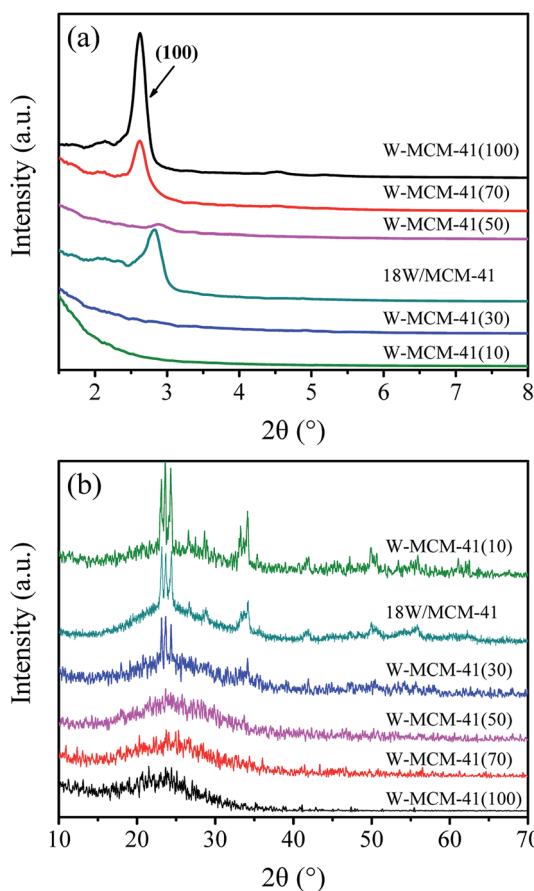 (a)
(100)
Intensity (a.u.)
W-MCM-41(100)
W-MCM-41(70)
W-MCM-41(50)
18W/MCM-41
W-MCM-41(30)
W-MCM-41(10)
2 3 4 5 6 7 8
2θ (°)
(b)
Intensity (a.u.)
W-MCM-41(10)
18W/MCM-41
W-MCM-41(30)
W-MCM-41(50)
W-MCM-41(70)
W-MCM-41(100)
10 20 30 40 50 60 70
2θ (°)